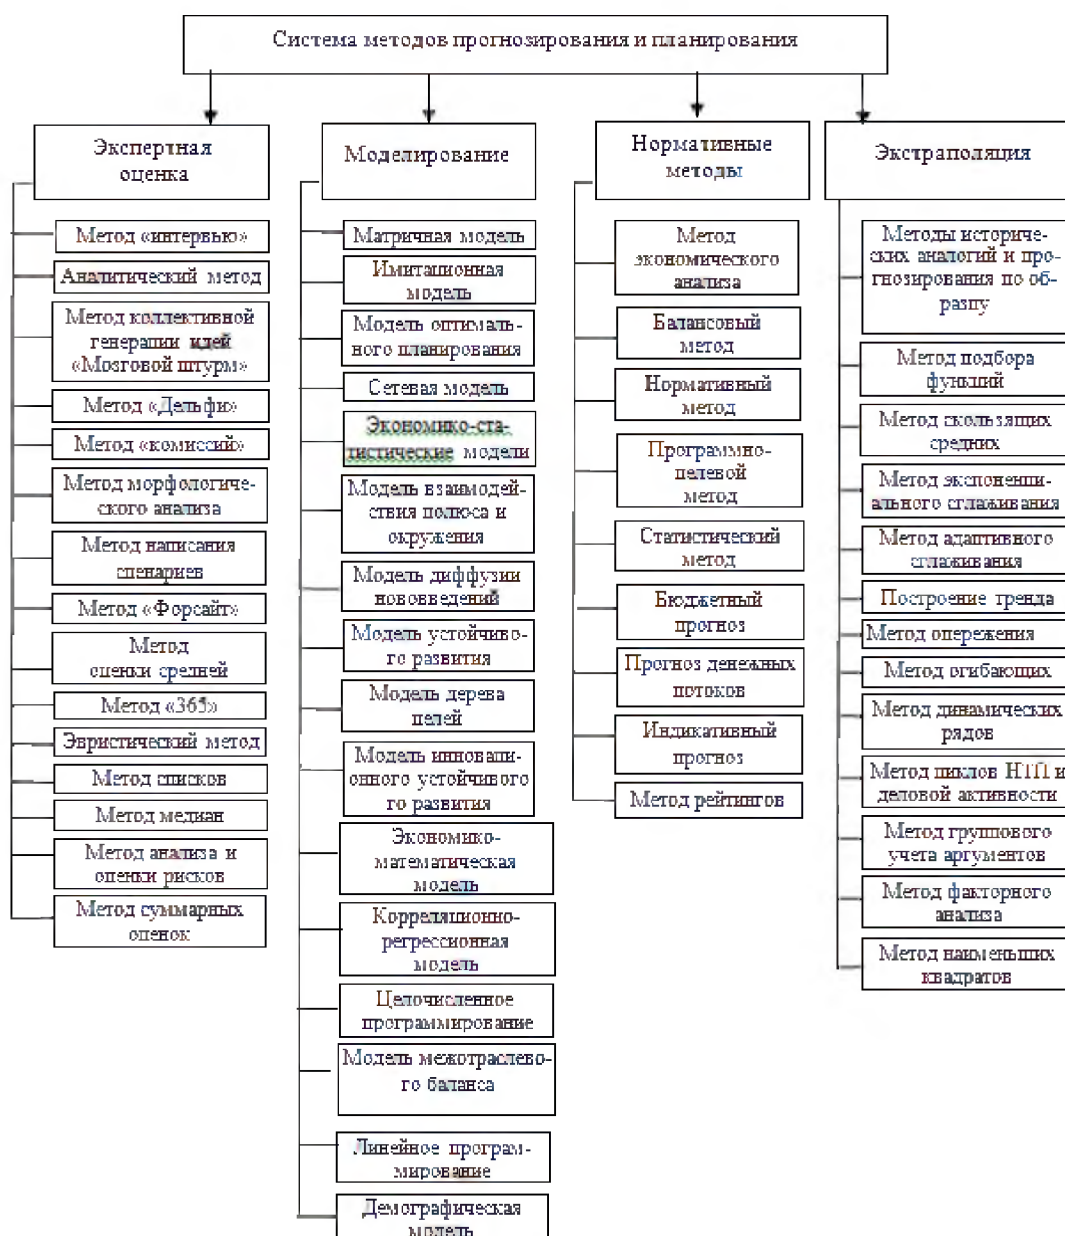 Система методов прогнозирования и планирования
Экспертная
оценка
Метод «интервью»
Аналитический метод
Метод коллективной
генерации идей
«Мозговой штурм»
Метод «Дельфи»
Метод «комиссий»
Метод морфологиче-
ского анализа
Метод написания
сценариев
Метод «Форсайт»
Метод
оценки средней
Метод «365»
Эвристический метод
Метод списков
Метод медиан
Метод анализа и
оценки рисков
Метод суммарных
оценок
Моделирование
Матричная модель
Имитационная
модель
Модель оптималь-
ного планирования
Сетевая модель
Экономико-ста-
тистические модели
Модель взаимодей-
ствия полюса и
окружения
Модель диффузии
нововведений
Модель устойчиво-
го развития
Модель дерева
целей
Модель инноваци-
онного устойчивого
го развития
Экономико-
математическая
модель
Корреляционно-
регрессионная
модель
Целочисленное
программирование
Модель межотраслево-
го баланса
Линейное програм-
мирование
Демографическая
модель
Нормативные
методы
Метод
экономического
анализа
Балансовый
метод
Нормативный
метод
Программно-
целевой
метод
Статистический
метод
Бюджетный
прогноз
Прогноз денежных
потоков
Индикативный
прогноз
Метод рейтингов
Экстраполяция
Методы историче-
ских аналогий и про-
гнозирования по об-
разцу
Метод подбора
функций
Метод скользящих
средних
Метод экспоненци-
ального сглаживания
Метод адаптивного
сглаживания
Построение тренда
Метод опережения
Метод огибающих
Метод динамических
рядов
Метод циклов НТП и
деловой активности
Метод группового
учета аргументов
Метод факторного
анализа
Метод наименьших
квадратов